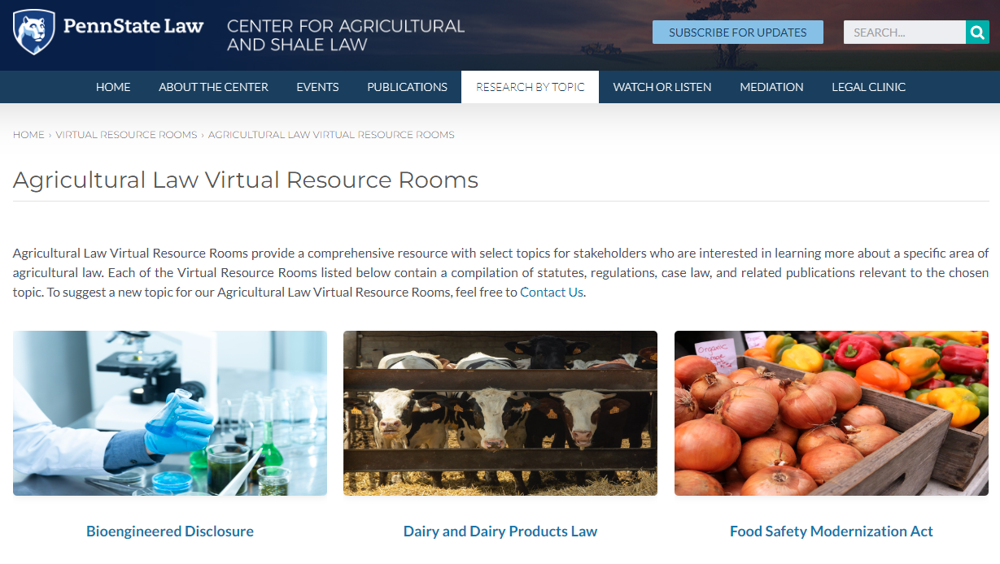 PennState Law
CENTER FOR AGRICULTURAL
AND SHALE LAW
SUBSCRIBE FOR UPDATES
SEARCH...
HOME
ABOUT THE CENTER
EVENTS
PUBLICATIONS
RESEARCH BY TOPIC
WATCH OR LISTEN
MEDIATION
LEGAL CLINIC
HOME › VIRTUAL RESOURCE ROOMS › AGRICULTURAL LAW VIRTUAL RESOURCE ROOMS
Agricultural Law Virtual Resource Rooms
Agricultural Law Virtual Resource Rooms provide a comprehensive resource with select topics for stakeholders who are interested in learning more about a specific area of
agricultural law. Each of the Virtual Resource Rooms listed below contain a compilation of statutes, regulations, case law, and related publications relevant to the chosen
topic. To suggest a new topic for our Agricultural Law Virtual Resource Rooms, feel free to Contact Us.
Organic
Bioengineered Disclosure
Dairy and Dairy Products Law
Food Safety Modernization Act